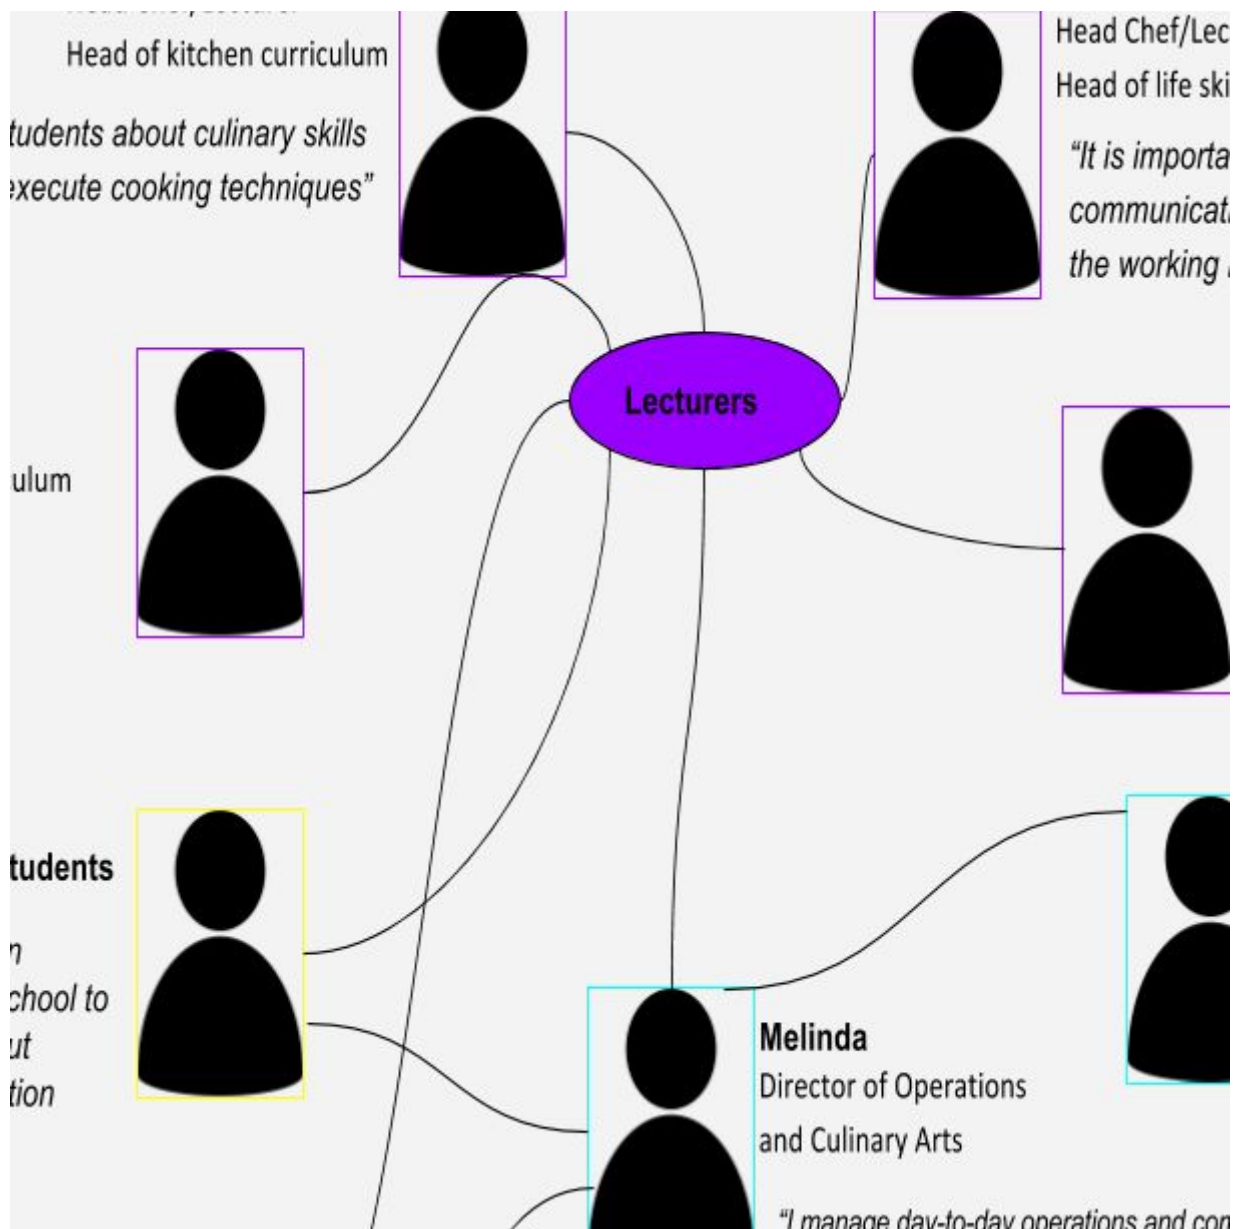 Head of kitchen curriculum
tudents about culinary skills
execute cooking techniques”
Head Chef/Lec
Head of life ski
“It is importa
communicat
the working
Lecturers
ulum
tudents
n
chool to
ut
tion
Melinda
Director of Operations
and Culinary Arts
“I manage day-to-day operations and con